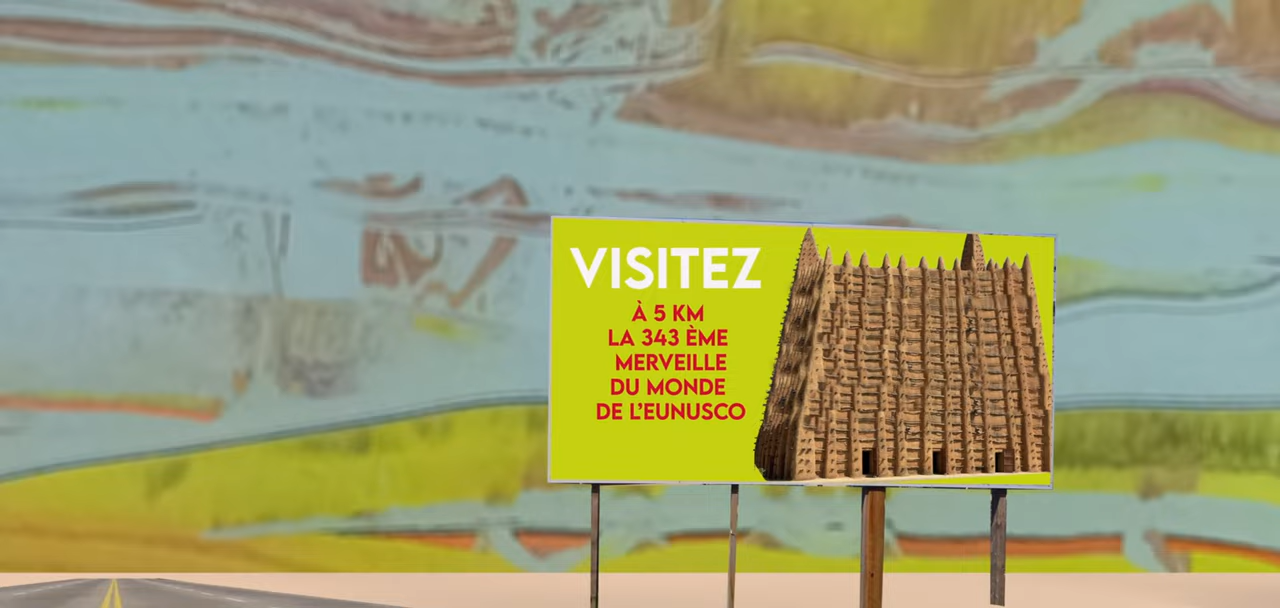 VISITEZ
À 5 KM
LA 343 ÈME
MERVEILLE
DU MONDE
DE L'EUNUSCO